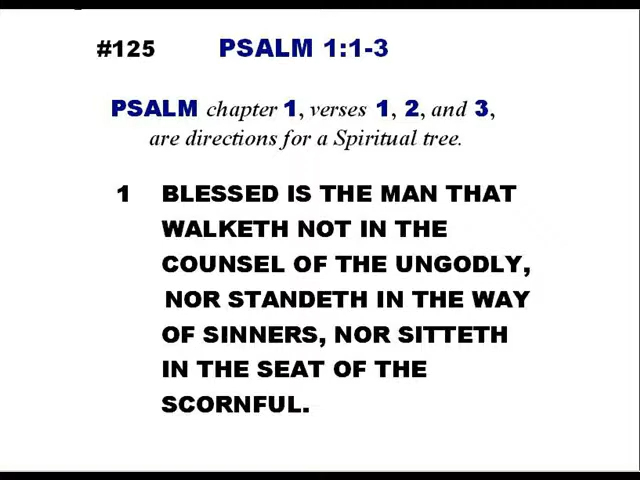 #125 PSALM 1:1-3
PSALM chapter 1, verses 1, 2, and 3,
are directions for a Spiritual tree.
1 BLESSED IS THE MAN THAT
WALKETH NOT IN THE
COUNSEL OF THE UNGODLY,
NOR STANDETH IN THE WAY
OF SINNERS, NOR SITTETH
IN THE SEAT OF THE
SCORNFUL.